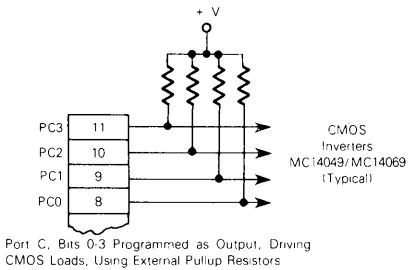 + V
PC3 11
PC2 10
PC1 9
PC0 8
CMOS
Inverters
MC14049/MC14069
(Typical)
Port C, Bits 0-3 Programmed as Output, Driving
CMOS Loads, Using External Pullup Resistors